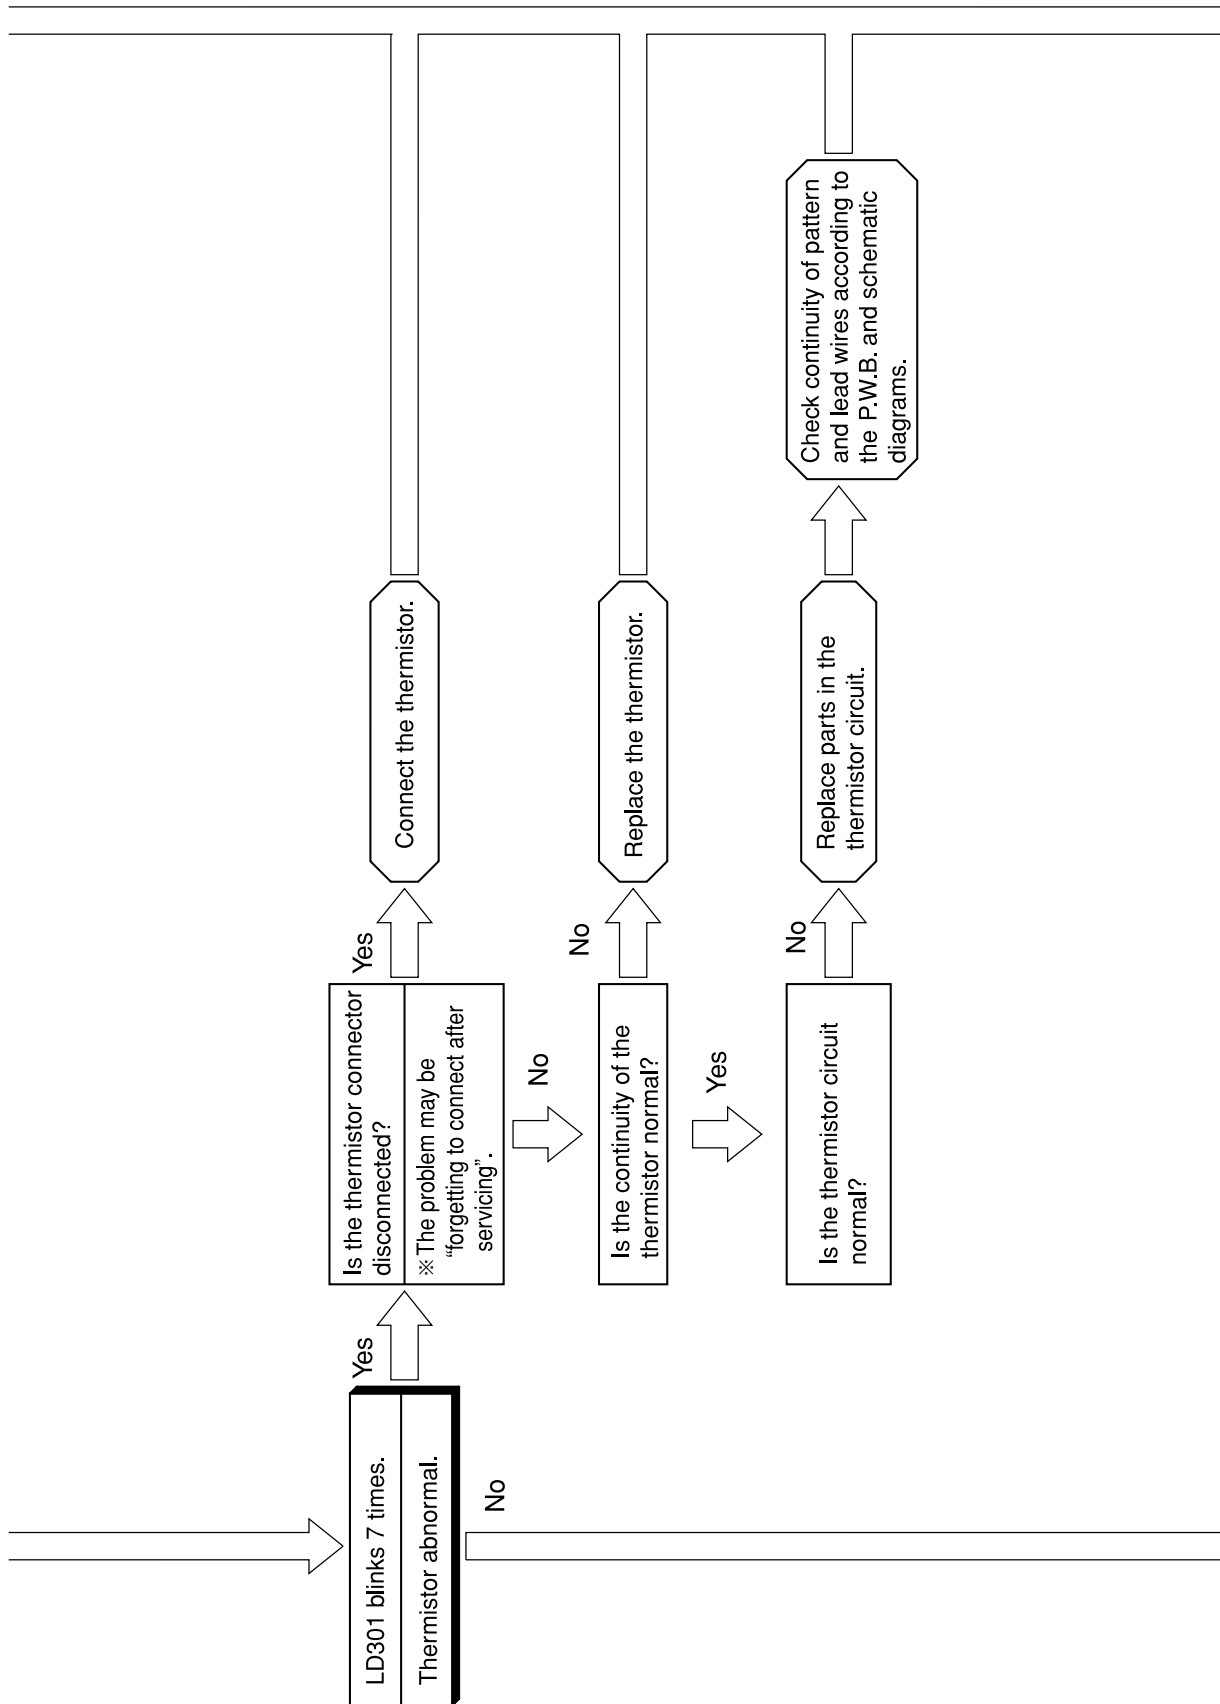 LD301 blinks 7 times.
Thermistor abnormal.
Yes
No
Is the thermistor connector
disconnected?
※ The problem may be
“forgetting to connect after
servicing”.
Yes
Connect the thermistor.
No
Is the continuity of the
thermistor normal?
No
Replace the thermistor.
Yes
Is the thermistor circuit
normal?
No
Replace parts in the
thermistor circuit.
Check continuity of pattern
and lead wires according to
the P.W.B. and schematic
diagrams.